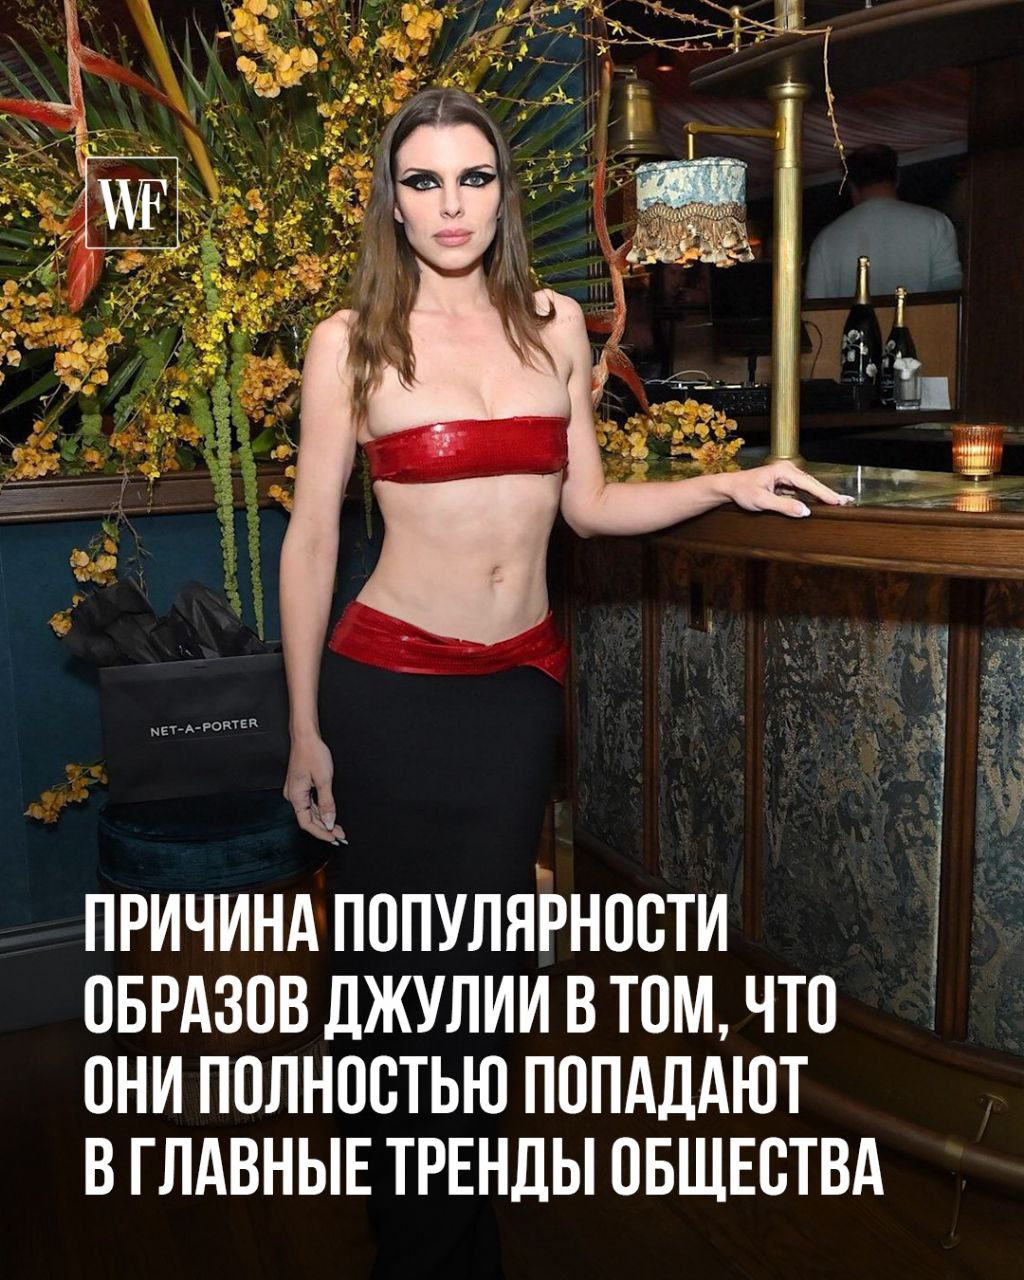 WF
NET-A-PORTER
ПРИЧИНА ПОПУЛЯРНОСТИ
ОБРАЗОВ ДЖУЛИИ В ТОМ, ЧТО
ОНИ ПОЛНОСТЬЮ ПОПАДАЮТ
В ГЛАВНЫЕ ТРЕНДЫ ОБЩЕСТВА